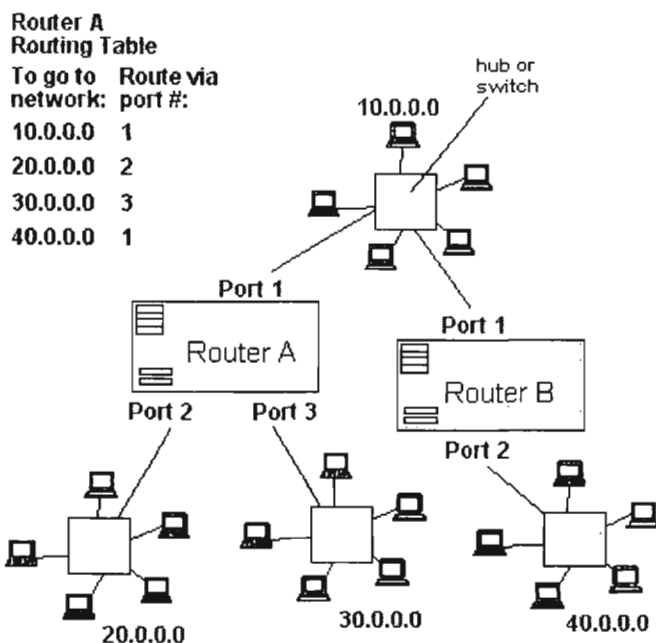 Router A
Routing Table
To go to Route via
network: port #:
10.0.0.0 1
20.0.0.0 2
30.0.0.0 3
40.0.0.0 1
hub or
switch
10.0.0.0
Port 1
Router A
Port 2 Port 3
Port 1
Router B
Port 2
20.0.0.0
30.0.0.0
40.0.0.0